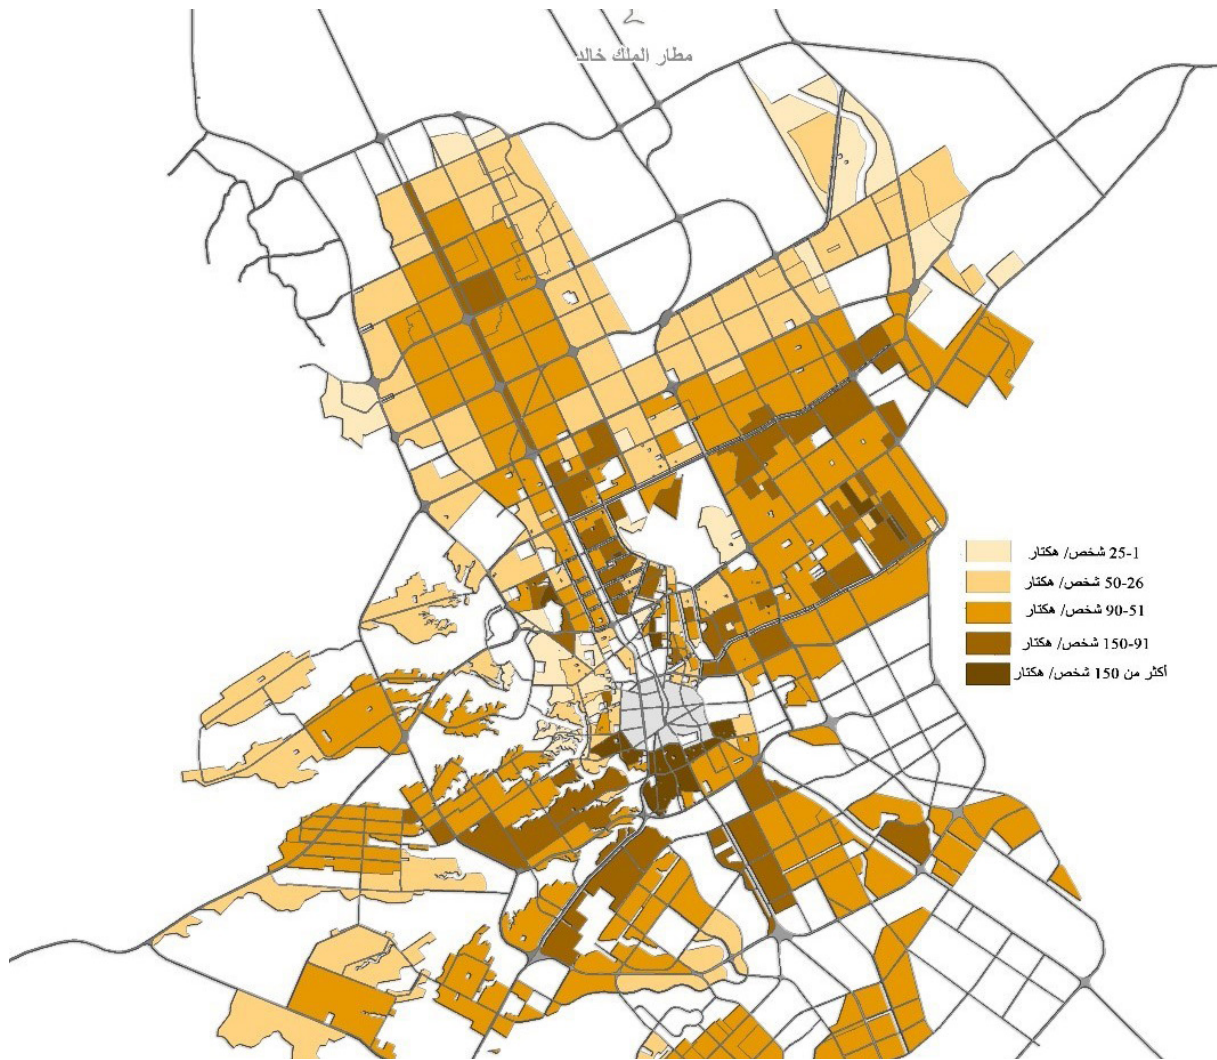 مطار الملك خالد
25-1 شخص/ هكتار
50-26 شخص/ هكتار
90-51 شخص/ هكتار
150-91 شخص/ هكتار
أكثر من 150 شخص/ هكتار